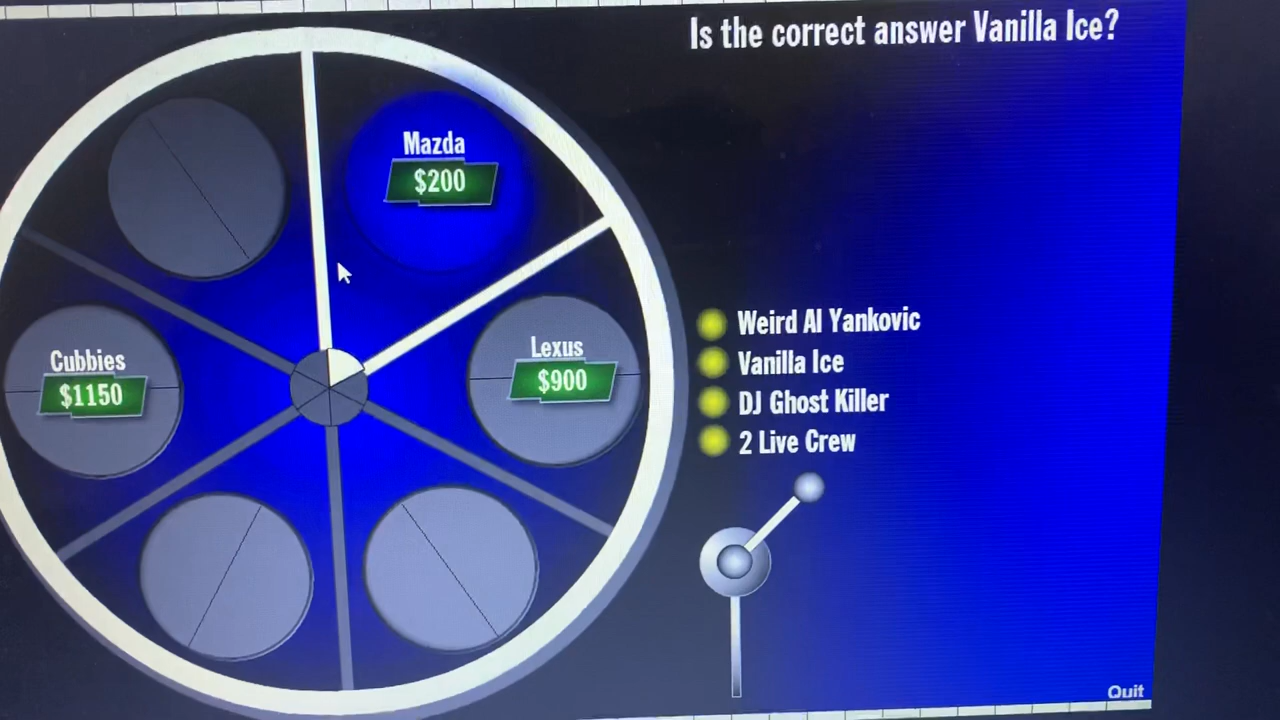 Is the correct answer Vanilla Ice?
Mazda
$200
Cubbies
$1150
Lexus
$900
Weird Al Yankovic
Vanilla Ice
DJ Ghost Killer
2 Live Crew
Quit